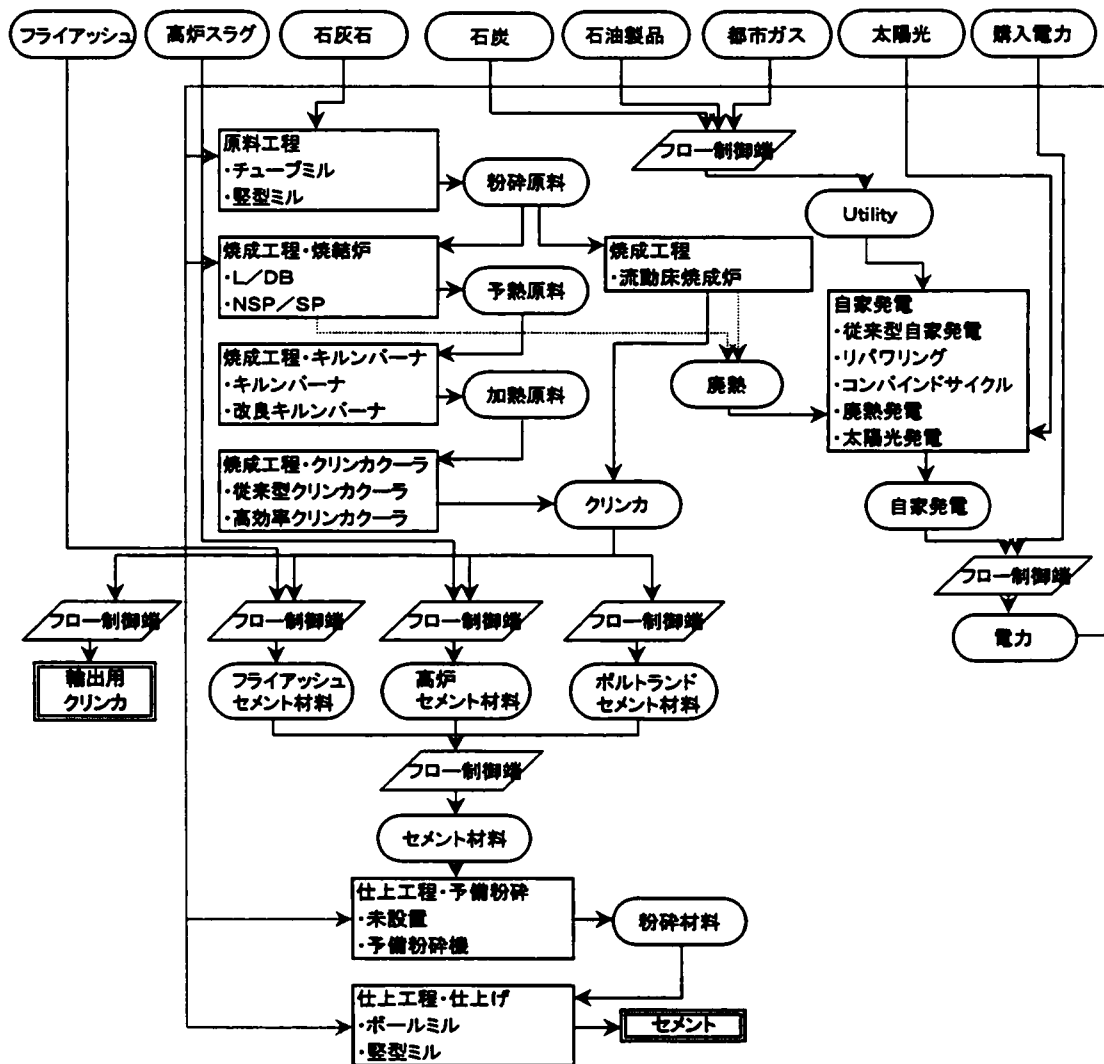 フライアッシュ
高炉スラグ
石灰石
石炭
石油製品
都市ガス
太陽光
購入電力
原料工程
・チューブミル
・竪型ミル
フロー制御端
粉砕原料
Utility
焼成工程・焼結炉
・L／DB
・NSP／SP
焼成工程
・流動床焼成炉
予熱原料
自家発電
・従来型自家発電
・リパワリング
・コンバインドサイクル
・廃熱発電
・太陽光発電
焼成工程・キルンバーナ
・キルンバーナ
・改良キルンバーナ
加熱原料
廃熱
焼成工程・クリンカクーラ
・従来型クリンカクーラ
・高効率クリンカクーラ
クリンカ
自家発電
フロー制御端
フロー制御端
フロー制御端
フロー制御端
フロー制御端
電力
輸出用
クリンカ
フライアッシュ
セメント材料
高炉
セメント材料
ポルトランド
セメント材料
フロー制御端
セメント材料
仕上工程・予備粉砕
・未設置
・予備粉砕機
粉砕材料
仕上工程・仕上げ
・ボールミル
・竪型ミル
セメント